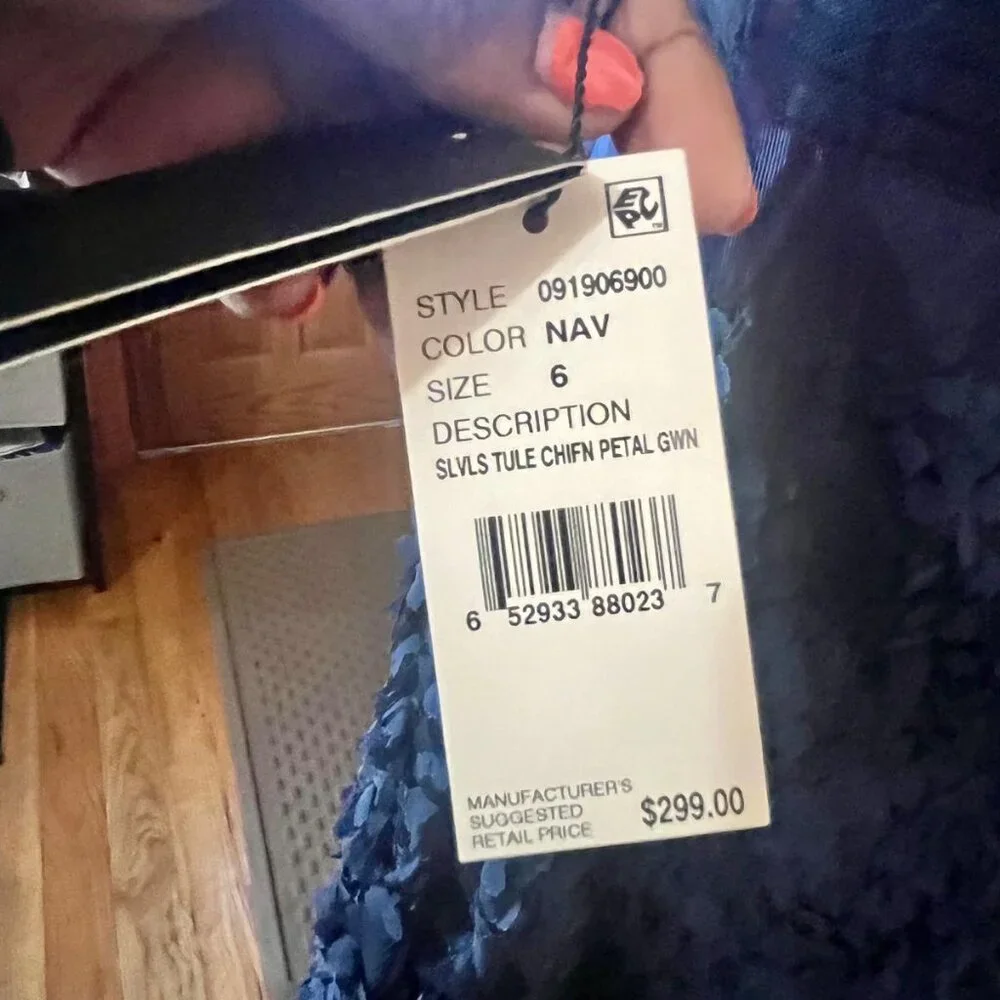 EPC
STYLE 091906900
COLOR NAV
SIZE 6
DESCRIPTION
SLVLS TULE CHIFN PETAL GWN
6 52933 88023 7
MANUFACTURER'S
SUGGESTED
RETAIL PRICE $299.00